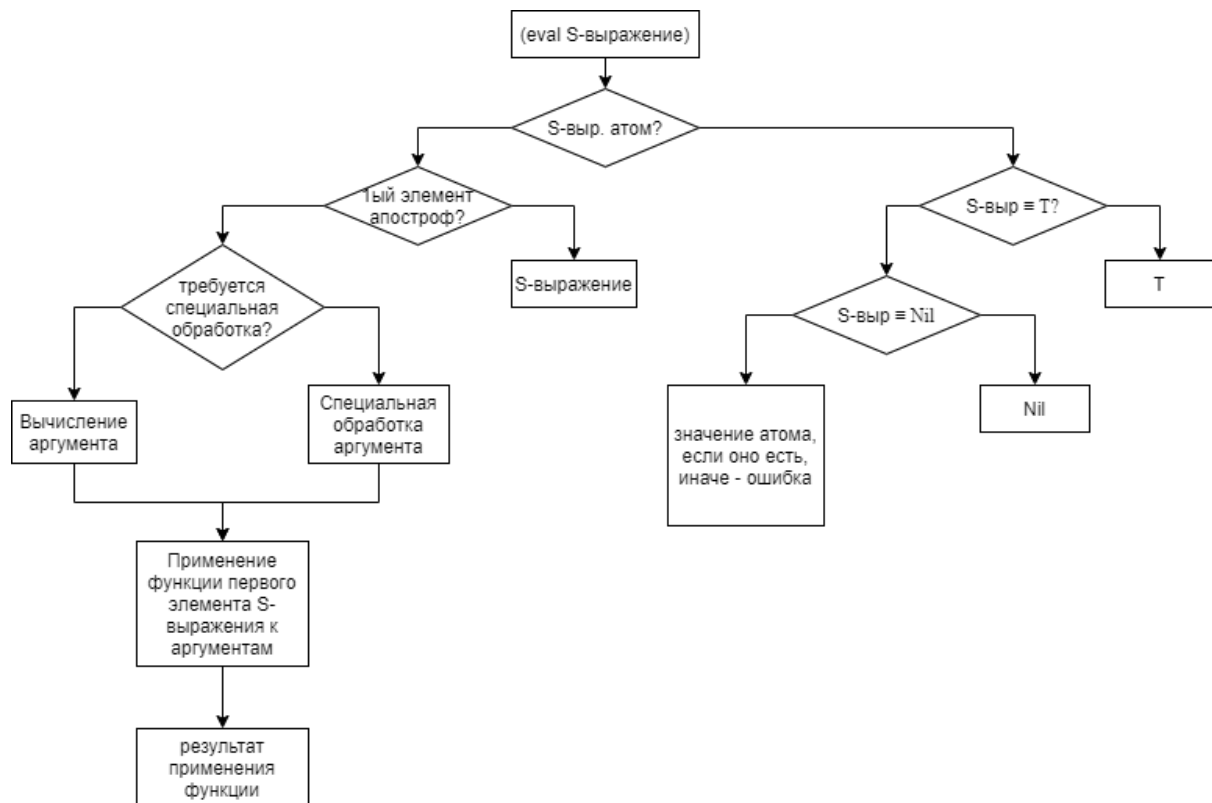 (eval S-выражение)
S-выр. атом?
1ый элемент
апостроф?
S-выр ≡ T?
требуется
специальная
обработка?
S-выражение
T
S-выр ≡ Nil
Вычисление
аргумента
Специальная
обработка
аргумента
значение атома,
если оно есть,
иначе - ошибка
Nil
Применение
функции первого
элемента S-
выражения к
аргументам
результат
применения
функции